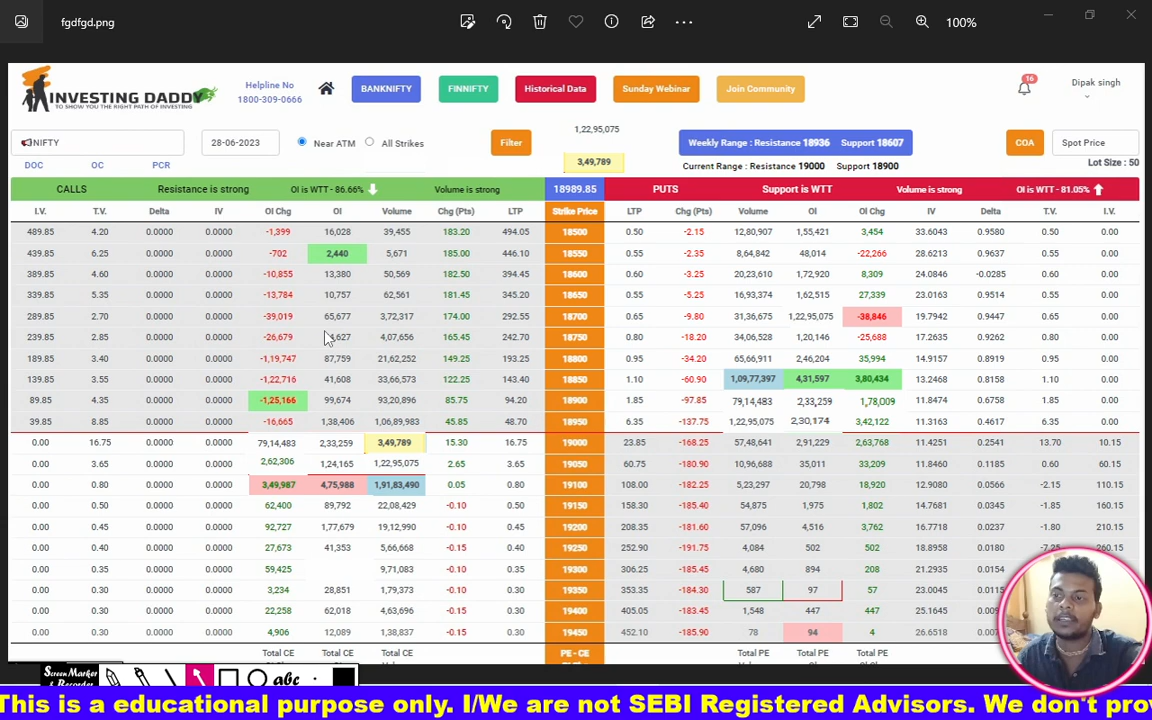 fgdfgd.png
100%
INVESTING DADDY
TO SHOW YOU THE RIGHT PATH OF INVESTING
Helpline No
1800-309-0666
BANKNIFTY
FINNIFTY
Historical Data
Sunday Webinar
Join Community
16
Dipak singh
NIFTY
28-06-2023
Near ATM
All Strikes
Filter
1,22,95,075
3,49,789
Weekly Range : Resistance 18936 Support 18607
Current Range : Resistance 19000 Support 18900
COA
Spot Price
DOC OC PCR
Lot Size : 50
CALLS Resistance is strong OI is WTT - 86.66% Volume is strong 18989.85 PUTS Support is WTT Volume is strong OI is WTT - 81.05%
I.V. T.V. Delta IV OI Chg OI Volume Chg (Pts) LTP Strike Price LTP Chg (Pts) Volume OI OI Chg IV Delta T.V. I.V.
489.85 4.20 0.0000 0.0000 -1,399 16,028 39,455 183.20 494.05 18500 0.50 -2.15 12,80,907 1,55,421 3,454 33.6043 0.9580 0.50 0.00
439.85 6.25 0.0000 0.0000 -702 2,440 5,671 185.00 446.10 18550 0.55 -2.35 8,64,842 48,014 -22,266 28.6213 0.9637 0.55 0.00
389.85 4.60 0.0000 0.0000 -10,855 13,380 50,569 182.50 394.45 18600 0.60 -3.25 20,23,610 1,72,920 8,309 24.0846 -0.0285 0.60 0.00
339.85 5.35 0.0000 0.0000 -13,784 10,757 62,561 181.45 345.20 18650 0.55 -5.25 16,93,374 1,62,515 27,339 23.0163 0.9514 0.55 0.00
289.85 2.70 0.0000 0.0000 -39,019 65,677 3,72,317 174.00 292.55 18700 0.65 -9.80 31,36,675 1,22,95,075 -38,846 19.7942 0.9447 0.65 0.00
239.85 2.85 0.0000 0.0000 -26,679 4,07,656 165.45 242.70 18750 0.80 -18.20 34,06,528 1,20,146 -25,688 17.2635 0.9262 0.80 0.00
189.85 3.40 0.0000 0.0000 -1,19,747 87,759 21,62,252 149.25 193.25 18800 0.95 -34.20 65,66,911 2,46,204 35,994 14.9157 0.8919 0.95 0.00
139.85 3.55 0.0000 0.0000 -1,22,716 41,608 33,66,573 122.25 143.40 18850 1.10 -60.90 1,09,77,397 4,31,597 3,80,434 13.2468 0.8158 1.10 0.00
89.85 4.35 0.0000 0.0000 -1,25,166 99,674 93,20,896 85.75 94.20 18900 1.85 -97.85 79,14,483 2,33,259 1,78,009 11.8474 0.6758 1.85 0.00
39.85 8.85 0.0000 0.0000 -16,665 1,38,406 1,06,89,983 45.85 48.70 18950 6.35 -137.75 1,22,95,075 2,30,174 3,42,122 11.3163 0.4617 6.35 0.00
0.00 16.75 0.0000 0.0000 79,14,483 2,33,259 3,49,789 15.30 16.75 19000 23.85 -168.25 57,48,641 2,91,229 2,63,768 11.4251 0.2541 13.70 10.15
0.00 3.65 0.0000 0.0000 2,62,306 1,24,165 1,22,95,075 2.65 3.65 19050 60.75 -180.90 10,96,688 35,011 33,209 11.8460 0.1185 0.60 60.15
0.00 0.80 0.0000 0.0000 3,49,987 4,75,988 1,91,83,490 0.05 0.80 19100 108.00 -182.25 5,23,297 20,798 18,920 12.9080 0.0566 -2.15 110.15
0.00 0.50 0.0000 0.0000 62,400 89,792 22,08,429 -0.10 0.50 19150 158.30 -185.40 54,875 1,975 1,802 14.7681 0.0345 -1.85 160.15
0.00 0.45 0.0000 0.0000 92,727 1,77,679 19,12,990 -0.10 0.45 19200 208.35 -181.60 57,096 4,516 3,762 16.7718 0.0237 -1.80 210.15
0.00 0.40 0.0000 0.0000 27,673 41,353 5,66,668 -0.15 0.40 19250 252.90 -191.75 4,084 502 502 18.8958 0.0180 -7.25 260.15
0.00 0.35 0.0000 0.0000 59,425 9,71,083 -0.10 0.35 19300 306.25 -185.45 4,680 894 208 21.2935 0.0154
0.00 0.30 0.0000 0.0000 3,234 28,851 1,79,373 -0.10 0.30 19350 353.35 -184.30 587 97 57 23.0045
0.00 0.30 0.0000 0.0000 22,258 62,018 4,63,696 -0.15 0.30 19400 405.05 -183.45 1,548 447 447 25.1645
0.00 0.30 0.0000 0.0000 4,906 12,089 1,38,837 -0.15 0.30 19450 452.10 -185.90 78 94 4 26.6518
Total CE Total CE Total CE PE - CE Total PE Total PE Total PE
Screen Marker
abc
This is a educational purpose only. I/We are not SEBI Registered Advisors. We don't